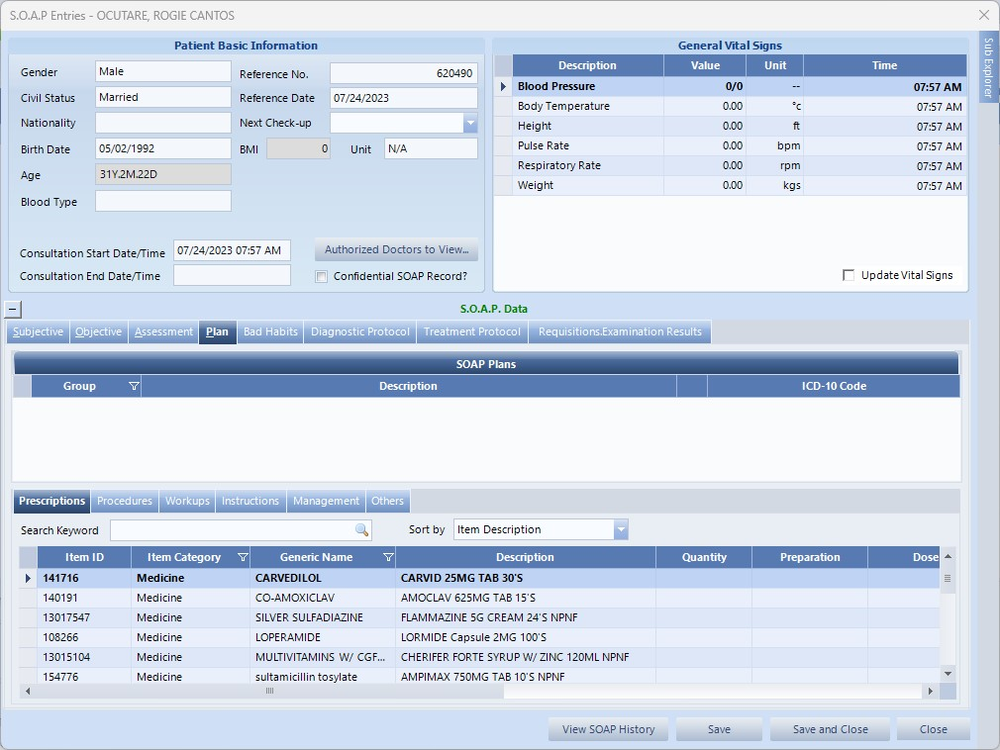 S.O.A.P Entries - OCUTARE, ROGIE CANTOS
Patient Basic Information
Gender Male Reference No. 620490
Civil Status Married Reference Date 07/24/2023
Nationality Next Check-up
Birth Date 05/02/1992 BMI 0 Unit N/A
Age 31Y.2M.22D
Blood Type
Consultation Start Date/Time 07/24/2023 07:57 AM Authorized Doctors to View...
Consultation End Date/Time Confidential SOAP Record?
General Vital Signs
Description Value Unit Time
Blood Pressure 0/0 -- 07:57 AM
Body Temperature 0.00 °c 07:57 AM
Height 0.00 ft 07:57 AM
Pulse Rate 0.00 bpm 07:57 AM
Respiratory Rate 0.00 rpm 07:57 AM
Weight 0.00 kgs 07:57 AM
Update Vital Signs
Sub Explorer
S.O.A.P. Data
Subjective Objective Assessment Plan Bad Habits Diagnostic Protocol Treatment Protocol Requisitions.Examination Results
SOAP Plans
Group Description ICD-10 Code
Prescriptions Procedures Workups Instructions Management Others
Search Keyword Sort by Item Description
Item ID Item Category Generic Name Description Quantity Preparation Dose
141716 Medicine CARVEDILOL CARVID 25MG TAB 30'S
140191 Medicine CO-AMOXICLAV AMOCLAV 625MG TAB 15'S
13017547 Medicine SILVER SULFADIAZINE FLAMMAZINE 5G CREAM 24'S NPNF
108266 Medicine LOPERAMIDE LORMIDE Capsule 2MG 100'S
13015104 Medicine MULTIVITAMINS W/ CGF... CHERIFER FORTE SYRUP W/ ZINC 120ML NPNF
154776 Medicine sultamicillin tosylate AMPIMAX 750MG TAB 10'S NPNF
View SOAP History Save Save and Close Close